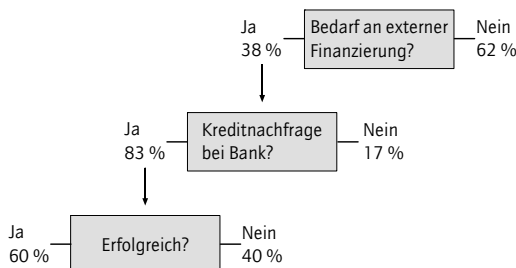 Ja
38 %
Bedarf an externer
Finanzierung?
Nein
62 %
Ja
83 %
Kreditnachfrage
bei Bank?
Nein
17 %
Ja
60 %
Erfolgreich?
Nein
40 %